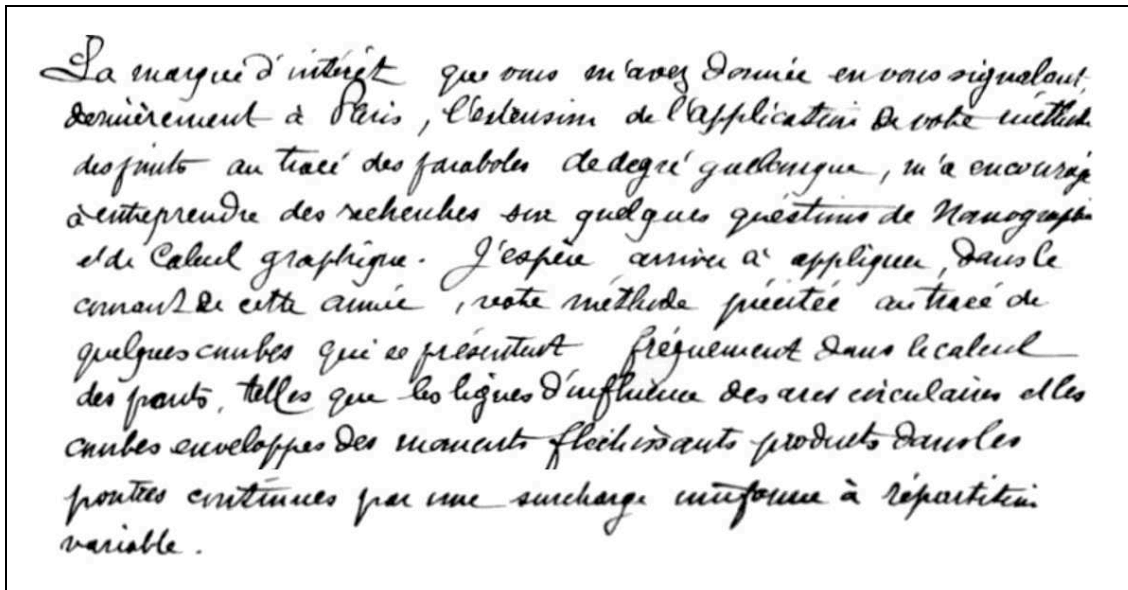 La marque d'intérêt que vous m'avez donnée en vous signalant,
dernièrement à Paris, l'extension de l'application de votre méthode
des points au tracé des paraboles de degré quelconque, m'a encouragé
à entreprendre des recherches sur quelques questions de Nomographie
et de Calcul graphique. J'espère arriver à appliquer, dans le
courant de cette année, votre méthode précitée au tracé de
quelques courbes qui se présentent fréquement dans le calcul
des ponts, telles que les lignes d'influence des arcs circulaires et les
courbes enveloppes des moments fléchissants produits dans les
poutres continues par une surcharge uniforme à répartition
variable.